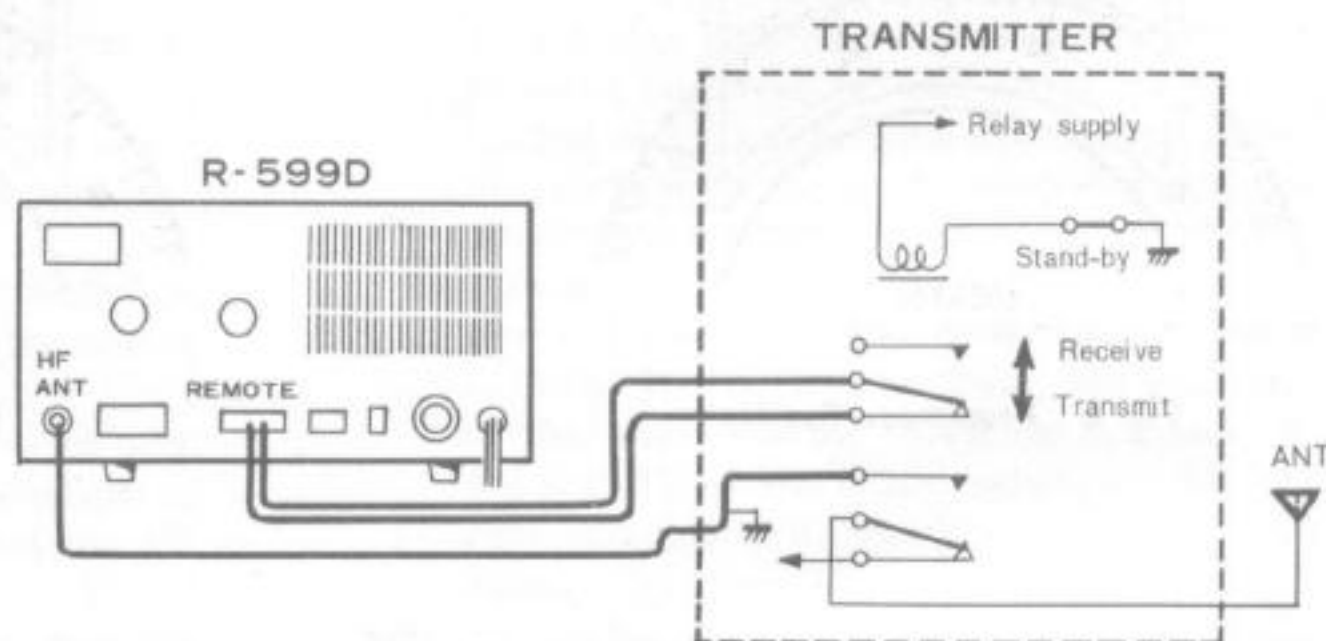 TRANSMITTER
Relay supply
R-599D
Stand-by
HF
ANT
REMOTE
Receive
Transmit
ANT